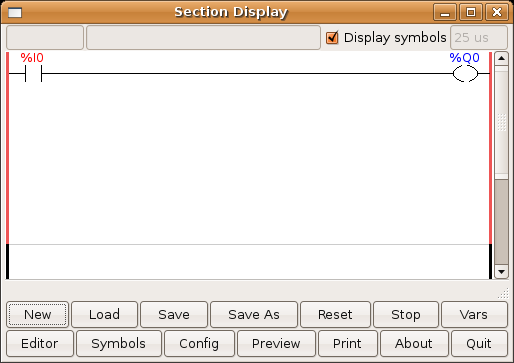 Section Display
Display symbols 25 us
%I0 %Q0
New Load Save Save As Reset Stop Vars
Editor Symbols Config Preview Print About Quit